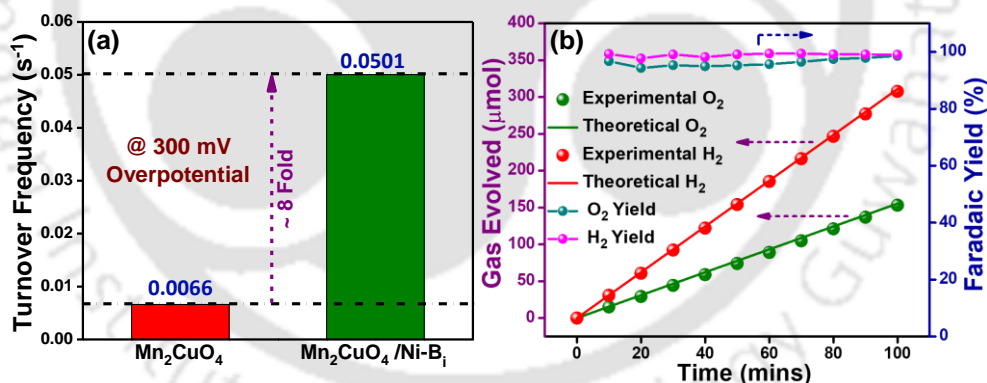 (a)
Turnover Frequency (s⁻¹)
0.06
0.05
0.04
0.03
0.02
0.01
0.00
0.0501
@ 300 mV
Overpotential
~ 8 Fold
0.0066
Mn₂CuO₄
Mn₂CuO₄ /Ni-Bᵢ
(b)
Gas Evolved (μmol)
400
350
300
250
200
150
100
50
0
Experimental O₂
Theoretical O₂
Experimental H₂
Theoretical H₂
O₂ Yield
H₂ Yield
0
20
40
60
80
100
Time (mins)
100
80
60
40
20
0
Faradaic Yield (%)
Guwahat